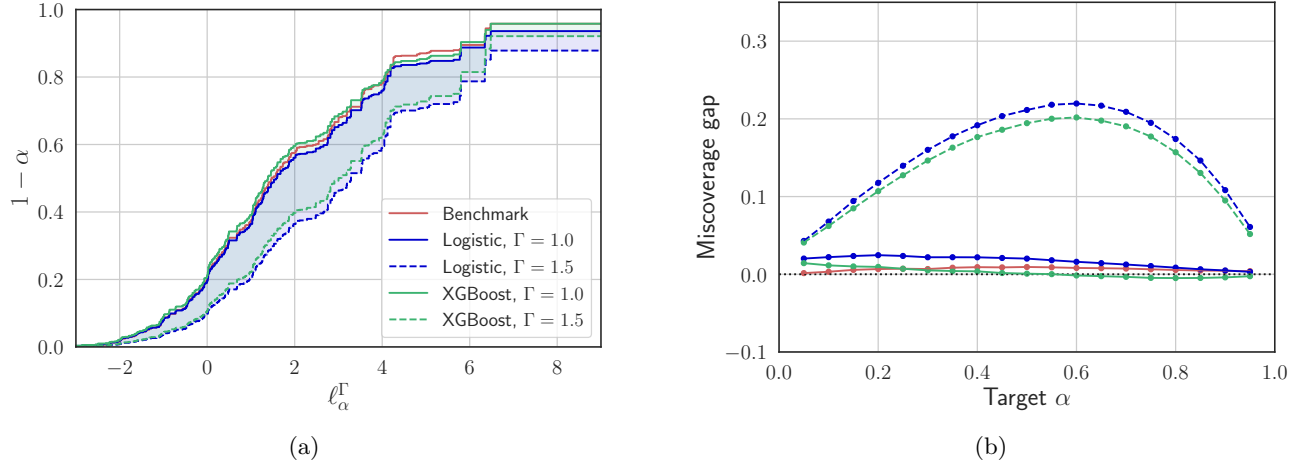 1.0
0.8
0.6
0.4
0.2
0.0
1 − α
−2
0
2
4
6
8
ℓ_α^Γ
Benchmark
Logistic, Γ = 1.0
Logistic, Γ = 1.5
XGBoost, Γ = 1.0
XGBoost, Γ = 1.5
(a)
0.3
0.2
0.1
0.0
−0.1
Miscoverage gap
0.0
0.2
0.4
0.6
0.8
1.0
Target α
(b)